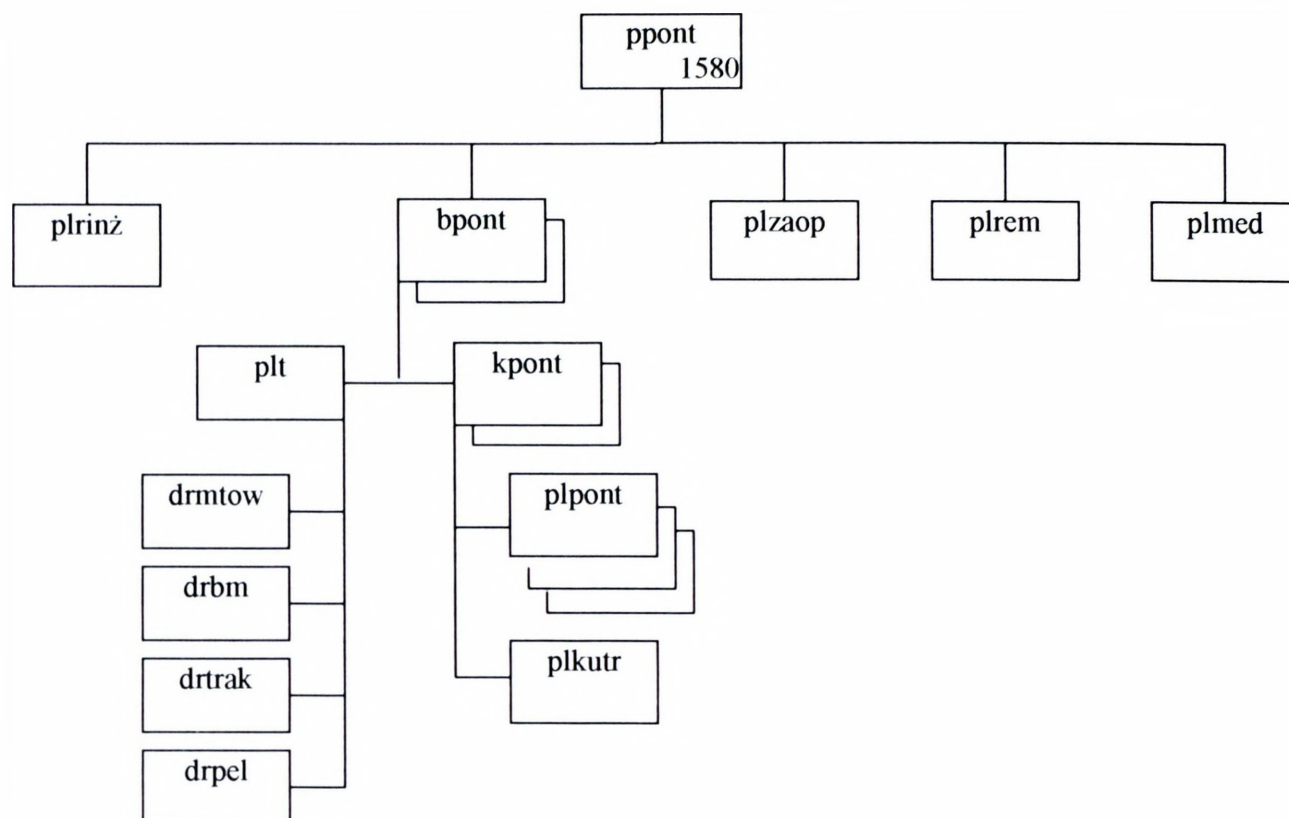 ppont
1580
plrinż
bpont
plzaop
plrem
plmed
plt
kpont
drmtow
plpont
drbm
plkutr
drtrak
drpel